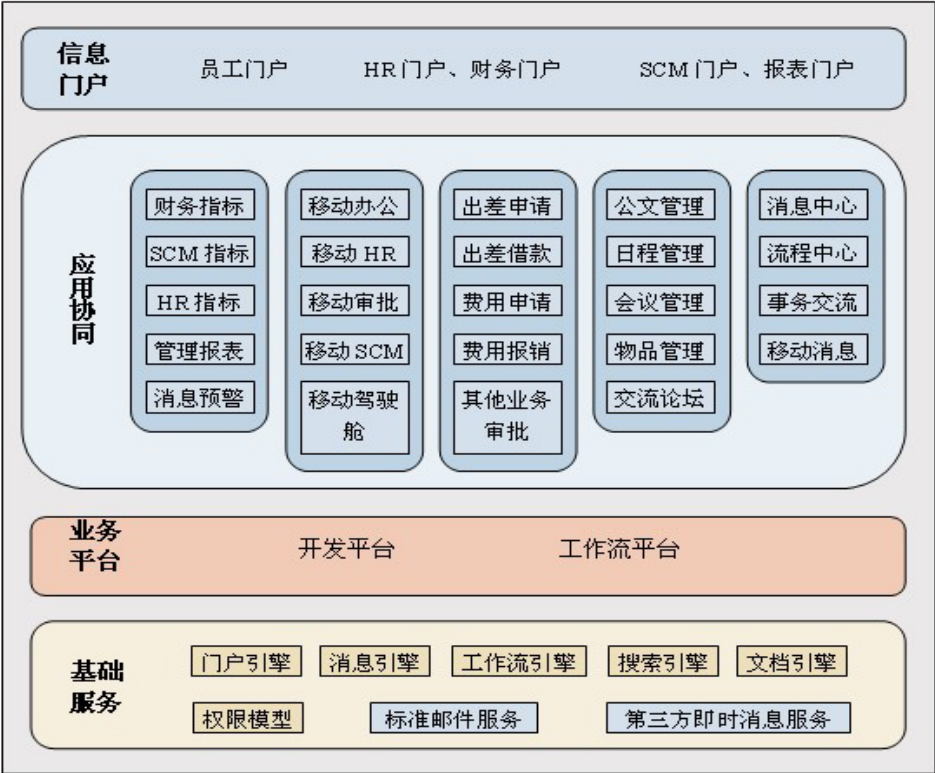 信息
门户
员工门户
HR门户、财务门户
SCM门户、报表门户
应用协同
财务指标
SCM指标
HR指标
管理报表
消息预警
移动办公
移动HR
移动审批
移动SCM
移动驾驶
舱
出差申请
出差借款
费用申请
费用报销
其他业务
审批
公文管理
日程管理
会议管理
物品管理
交流论坛
消息中心
流程中心
事务交流
移动消息
业务
平台
开发平台
工作流平台
基础
服务
门户引擎
消息引擎
工作流引擎
搜索引擎
文档引擎
权限模型
标准邮件服务
第三方即时消息服务